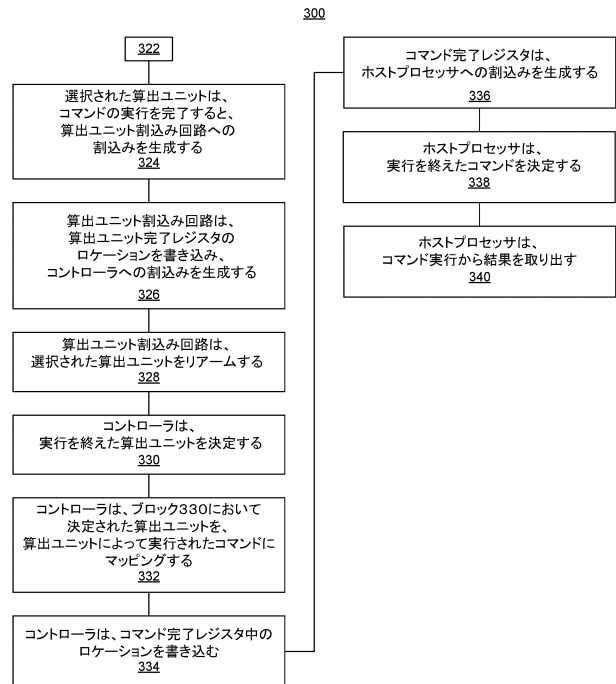 300
322
選択された算出ユニットは、
コマンドの実行を完了すると、
算出ユニット割込み回路への
割込みを生成する
324
算出ユニット割込み回路は、
算出ユニット完了レジスタの
ロケーションを書き込み、
コントローラへの割込みを生成する
326
算出ユニット割込み回路は、
選択された算出ユニットをリアームする
328
コントローラは、
実行を終えた算出ユニットを決定する
330
コントローラは、ブロック330において
決定された算出ユニットを、
算出ユニットによって実行されたコマンドに
マッピングする
332
コントローラは、コマンド完了レジスタ中の
ロケーションを書き込む
334
コマンド完了レジスタは、
ホストプロセッサへの割込みを生成する
336
ホストプロセッサは、
実行を終えたコマンドを決定する
338
ホストプロセッサは、
コマンド実行から結果を取り出す
340